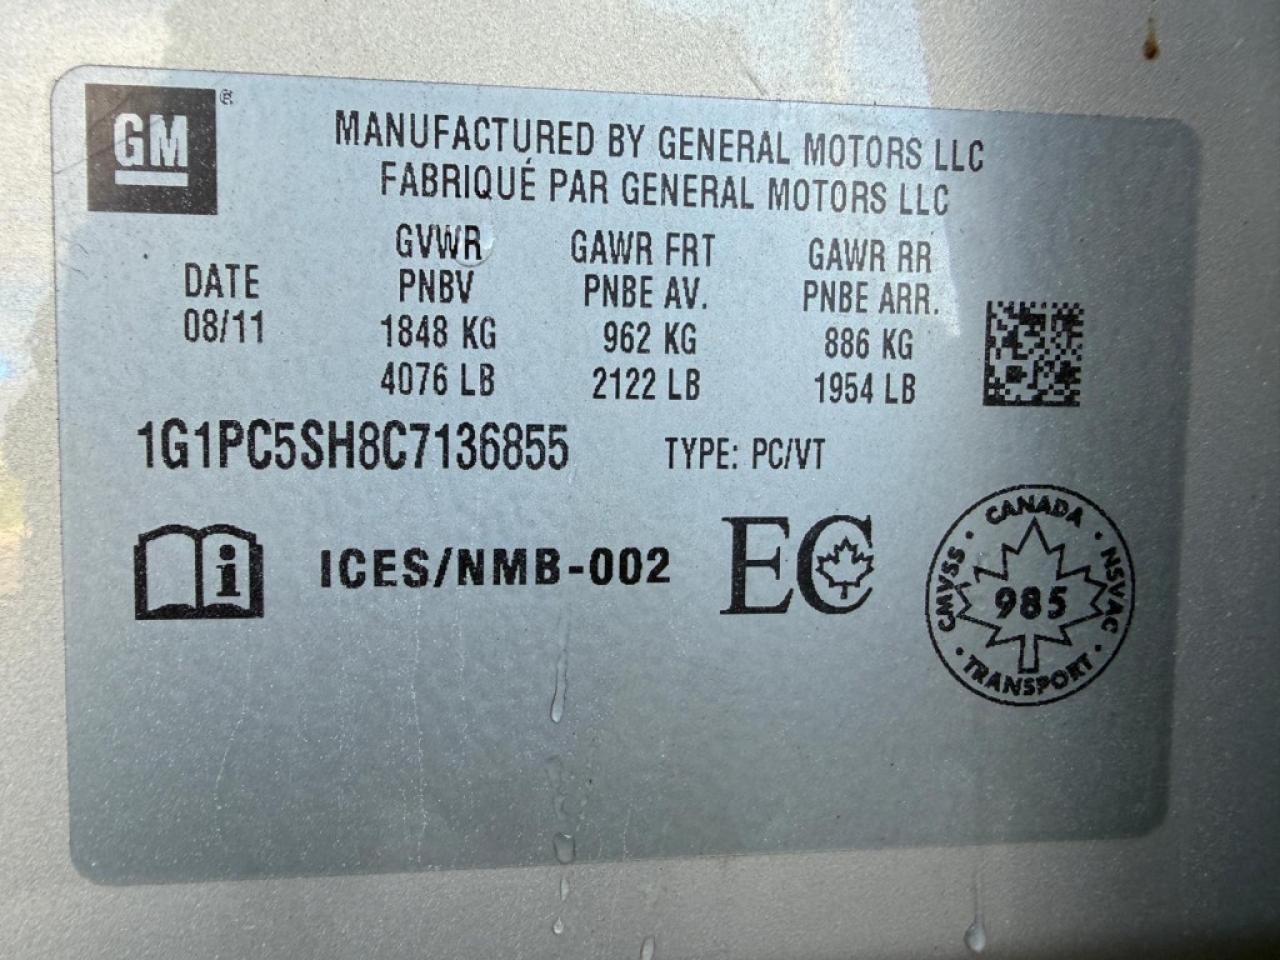 GM ®
MANUFACTURED BY GENERAL MOTORS LLC
FABRIQUÉ PAR GENERAL MOTORS LLC
DATE
08/11
GVWR
PNBV
1848 KG
4076 LB
GAWR FRT
PNBE AV.
962 KG
2122 LB
GAWR RR
PNBE ARR.
886 KG
1954 LB
1G1PC5SH8C7136855
TYPE: PC/VT
i
ICES/NMB-002
EC
CANADA
CMVSS
985
NSVAC
TRANSPORT